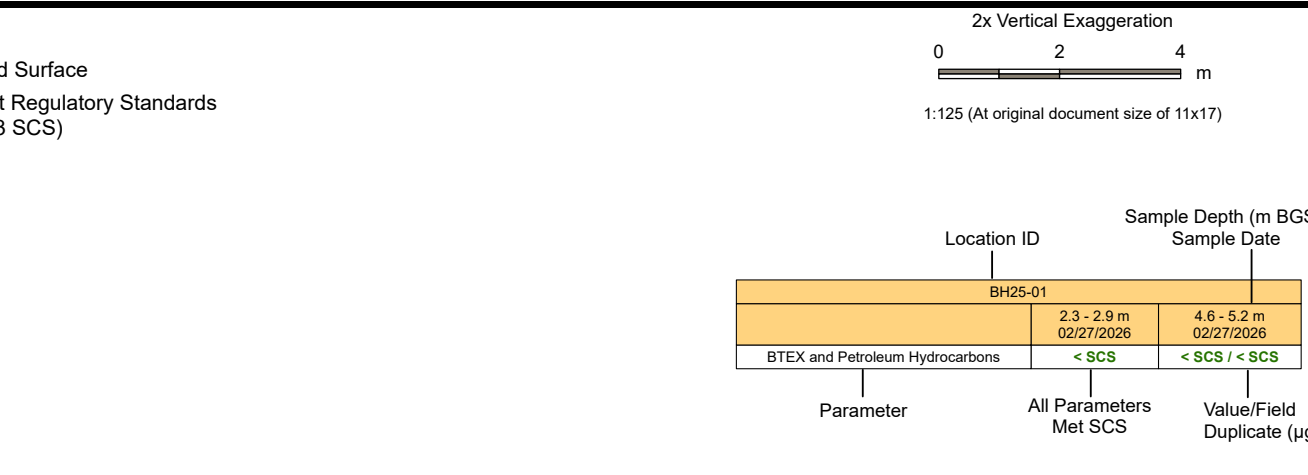 2x Vertical Exaggeration
0 2 4
m
1:125 (At original document size of 11x17)
d Surface
t Regulatory Standards
SCS)
Sample Depth (m BGS
Location ID
Sample Date
BH25-01
2.3 - 2.9 m 4.6 - 5.2 m
02/27/2026 02/27/2026
BTEX and Petroleum Hydrocarbons < SCS < SCS / < SCS
Parameter
All Parameters
Met SCS
Value/Field
Duplicate (µg